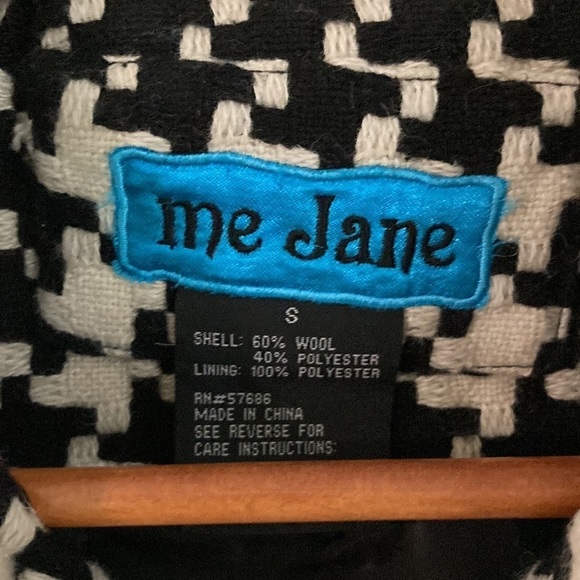 me Jane
S
SHELL: 60% WOOL
40% POLYESTER
LINING: 100% POLYESTER
RN#57686
MADE IN CHINA
SEE REVERSE FOR
CARE INSTRUCTIONS: